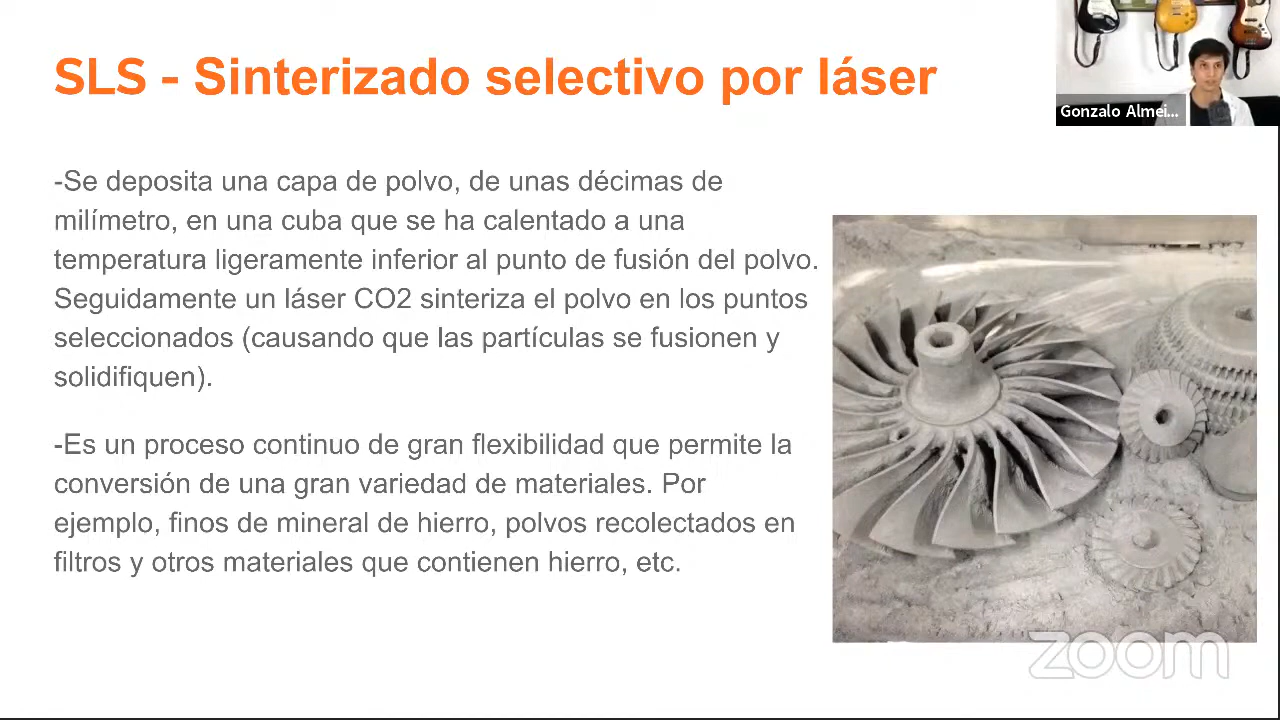 SLS - Sinterizado selectivo por láser
Gonzalo Almei...
-Se deposita una capa de polvo, de unas décimas de
milímetro, en una cuba que se ha calentado a una
temperatura ligeramente inferior al punto de fusión del polvo.
Seguidamente un láser CO2 sinteriza el polvo en los puntos
seleccionados (causando que las partículas se fusionen y
solidifiquen).
-Es un proceso continuo de gran flexibilidad que permite la
conversión de una gran variedad de materiales. Por
ejemplo, finos de mineral de hierro, polvos recolectados en
filtros y otros materiales que contienen hierro, etc.
zoom